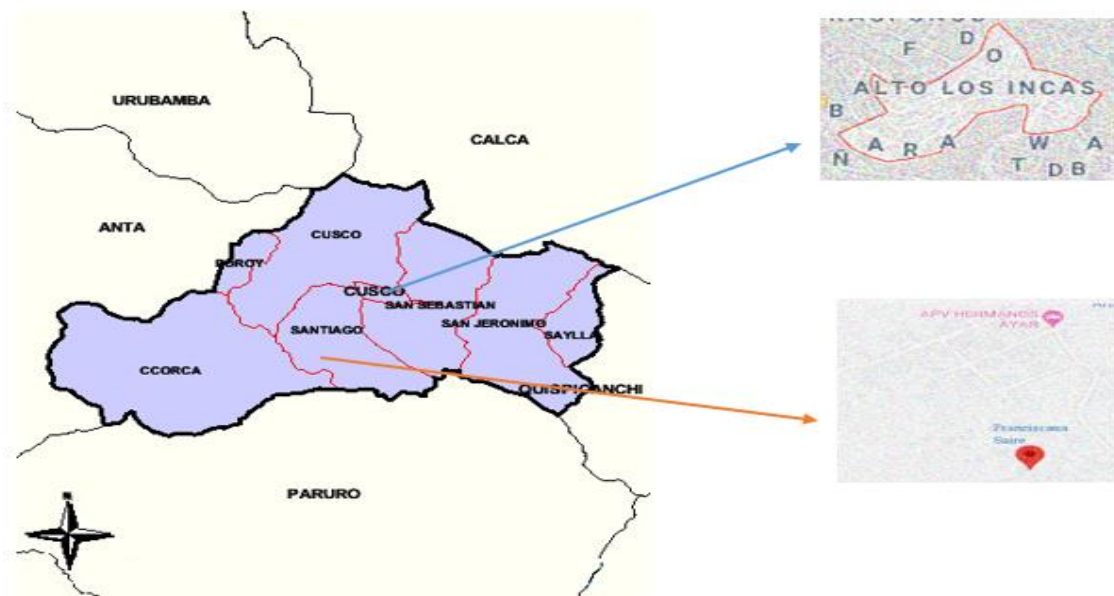 URUBAMBA
CALCA
ANTA
CUSCO
POROY
CUSCO
SAN SEBASTIAN
SANTIAGO
SAN JERONIMO
SAYLLA
CCORCA
QUISPICANCHI
PARURO
N
D
F
O
ALTO LOS INCAS
B
A R A W A
N
T D B
APV HERMANOS
AYAR
Franciscana